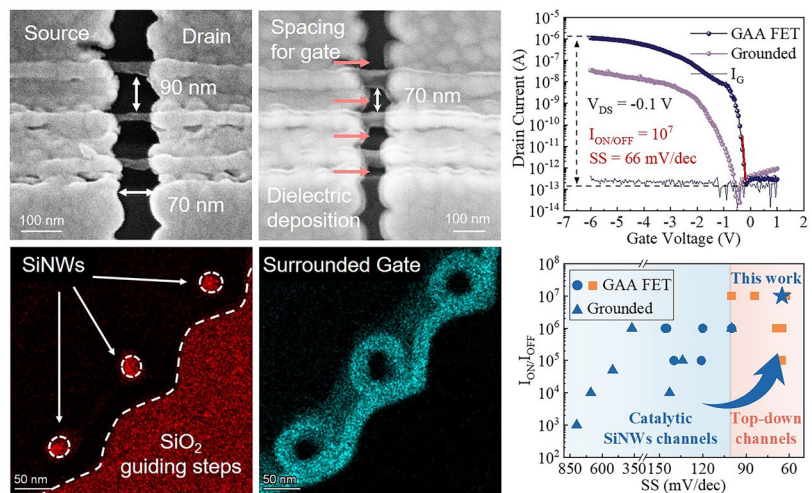 Source
Drain
90 nm
70 nm
100 nm
Spacing
for gate
70 nm
Dielectric
deposition
100 nm
Drain Current (A)
10⁻⁵
10⁻⁶
10⁻⁷
10⁻⁸
10⁻⁹
10⁻¹⁰
10⁻¹¹
10⁻¹²
10⁻¹³
10⁻¹⁴
GAA FET
Grounded
I_G
V_DS = -0.1 V
I_ON/OFF = 10⁷
SS = 66 mV/dec
-7 -6 -5 -4 -3 -2 -1 0 1 2
Gate Voltage (V)
SiNWs
SiO₂
guiding steps
50 nm
Surrounded Gate
50 nm
I_ON/I_OFF
10⁸
10⁷
10⁶
10⁵
10⁴
10³
10²
GAA FET
Grounded
This work
Catalytic
SiNWs channels
Top-down
channels
850 600 350 150 120 90 60
SS (mV/dec)